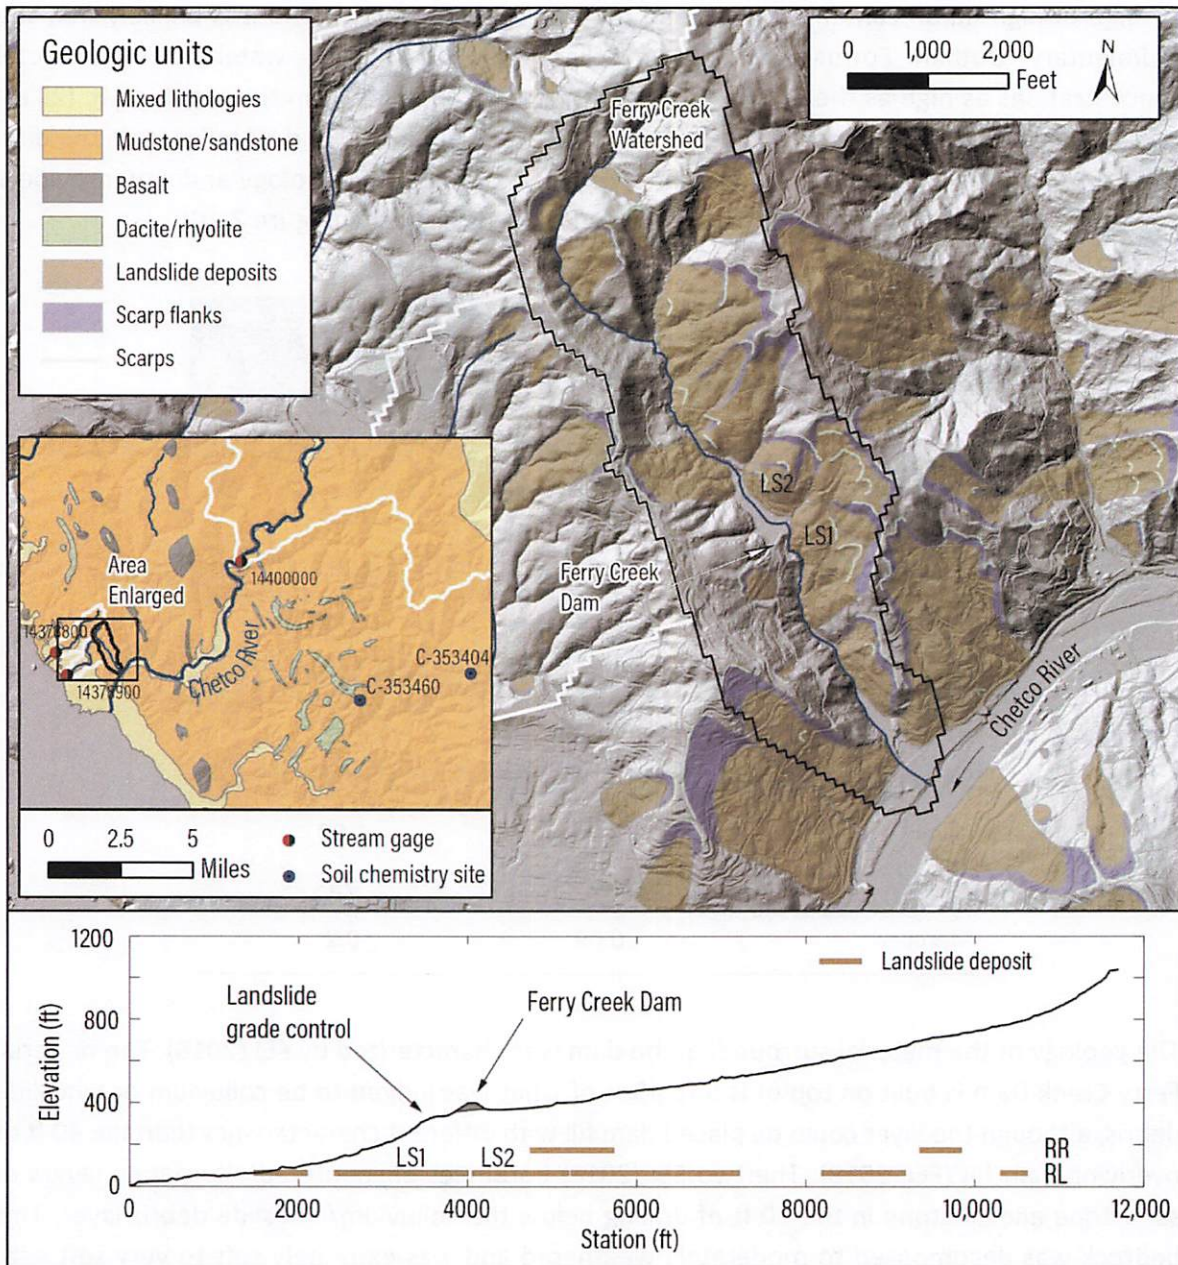 Geologic units
Mixed lithologies
Mudstone/sandstone
Basalt
Dacite/rhyolite
Landslide deposits
Scarp flanks
Scarps
0 1,000 2,000
Feet
N
Ferry Creek
Watershed
LS2
LS1
Ferry Creek
Dam
Chetco River
Area
Enlarged
14400000
14378900
Chetco River
C-353404
C-353460
0 2.5 5
Miles
Stream gage
Soil chemistry site
1200
800
400
0
Elevation (ft)
Landslide
grade control
Ferry Creek Dam
Landslide deposit
LS1 LS2
RR
RL
0 2000 4000 6000 8000 10,000 12,000
Station (ft)